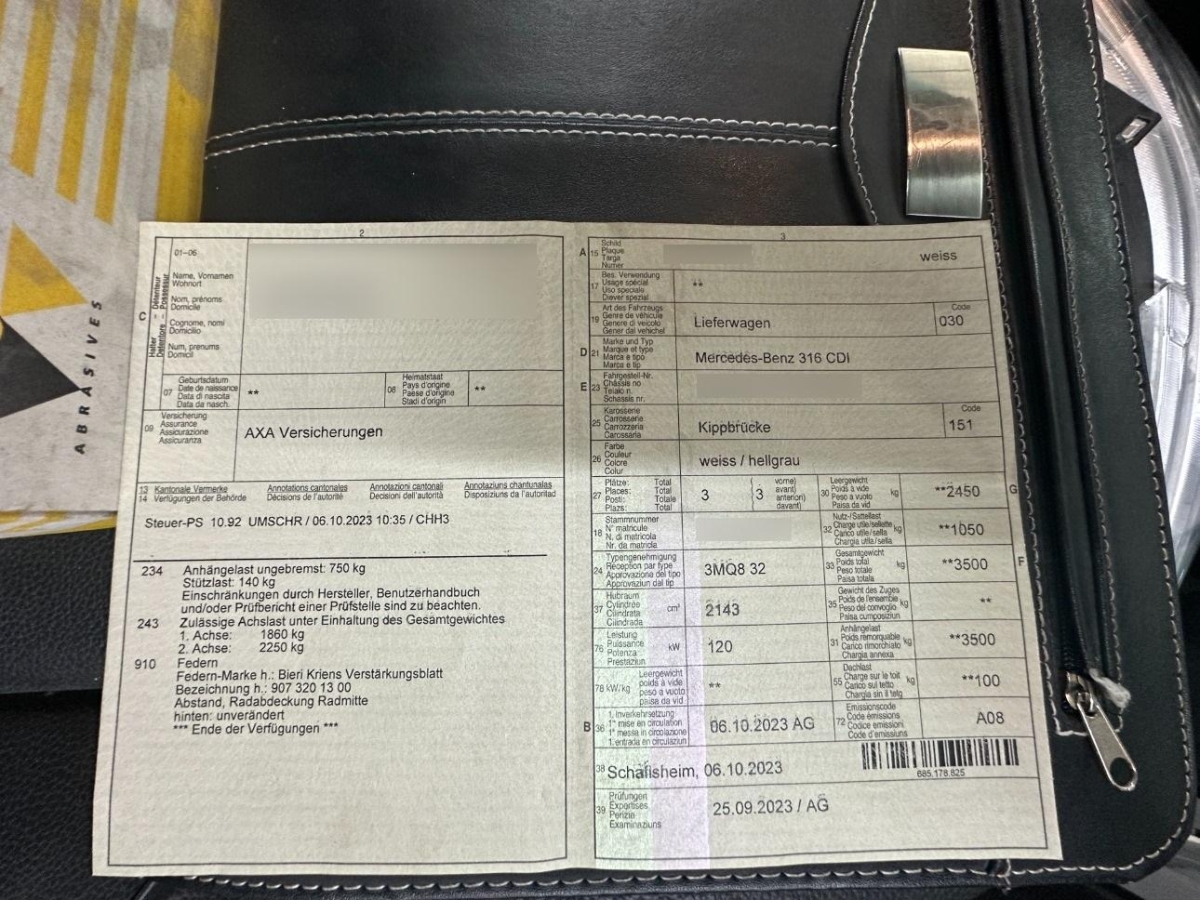 ABRASIVES
2
01–06
C
Halter Détenteur
Detentore Possessur
Name, Vornamen
Wohnort
Nom, prénoms
Domicile
Cognome, nomi
Domicilio
Num, prenums
Domicil
07
Geburtsdatum
Date de naissance
Data di nascita
Data da nasch.
**
08
Heimatstaat
Pays d'origine
Paese d'origine
Stadi d'origin
**
09
Versicherung
Assurance
Assicurazione
Assicuranza
AXA Versicherungen
13 Kantonale Vermerke
Annotations cantonales
Annotazioni cantonali
Annotaziuns chantunalas
14 Verfügungen der Behörde
Décisions de l'autorité
Decisioni dell'autorità
Disposiziuns da l'autoritad
Steuer-PS 10.92 UMSCHR / 06.10.2023 10:35 / CHH3
234 Anhängelast ungebremst: 750 kg
Stützlast: 140 kg
Einschränkungen durch Hersteller, Benutzerhandbuch
und/oder Prüfbericht einer Prüfstelle sind zu beachten.
243 Zulässige Achslast unter Einhaltung des Gesamtgewichtes
1. Achse: 1860 kg
2. Achse: 2250 kg
910 Federn
Federn-Marke h.: Bieri Kriens Verstärkungsblatt
Bezeichnung h.: 907 320 13 00
Abstand, Radabdeckung Radmitte
hinten: unverändert
*** Ende der Verfügungen ***
3
A 15
Schild
Plaque
Targa
Numer
weiss
17
Bes. Verwendung
Usage spécial
Uso speciale
Diever spezial
**
19
Art des Fahrzeugs
Genre de véhicule
Genere di veicolo
Gener dal vehichel
Lieferwagen
Code
030
D 21
Marke und Typ
Marque et type
Marca e tipo
Marca e tip
Mercedes-Benz 316 CDI
E 23
Fahrgestell-Nr.
Châssis no
Telaio n.
Schassis nr.
25
Karosserie
Carrosserie
Carrozzeria
Carossaria
Kippbrücke
Code
151
26
Farbe
Couleur
Colore
Colur
weiss / hellgrau
27
Plätze: Total
Places: Total
Posti: Totale
Plazs: Total
3
( vorne)
avant)
anteriori)
davant)
3
30
Leergewicht
Poids à vide
Peso a vuoto
Paisa da vid
kg
**2450
G
18
Stammnummer
N° matricule
N. di matricola
Nr. da matricla
32
Nutz-/Sattellast
Charge utile/sellette
Carico utile/sella
Chargia utila/sella
kg
**1050
24
Typengenehmigung
Réception par type
Approvazione del tipo
Approvaziun dal tip
3MQ8 32
33
Gesamtgewicht
Poids total
Peso totale
Paisa totala
kg
**3500
F
37
Hubraum
Cylindrée
Cilindrata
Cilindrada
cm³
2143
35
Gewicht des Zuges
Poids de l'ensemble
Peso del convoglio
Paisa cumposiziun
kg
**
76
Leistung
Puissance
Potenza
Prestaziun
kW
120
31
Anhängelast
Poids remorquable
Carico rimorchiato
Chargia annexa
kg
**3500
78 kW/kg
Leergewicht
poids à vide
peso a vuoto
paisa da vid
**
55
Dachlast
Charge sur le toit
Carico sul tetto
Chargia sin il tetg
kg
**100
B 36
1. Inverkehrsetzung
1re mise en circulation
1a messa in circolazione
1. entrada en circulaziun
06.10.2023 AG
72
Emissionscode
Code émissions
Codice emissioni
Code d'emissiuns
A08
38 Schafisheim, 06.10.2023
685.178.825
39
Prüfungen
Expertises
Perizie
Examinaziuns
25.09.2023 / AG